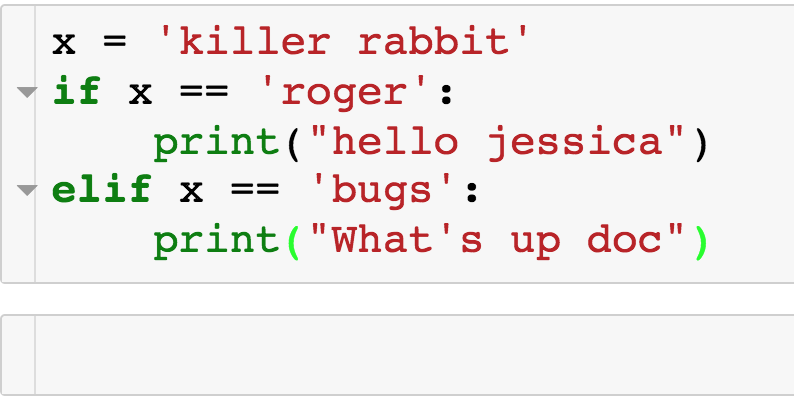 x = 'killer rabbit'
if x == 'roger':
    print("hello jessica")
elif x == 'bugs':
    print("What's up doc")